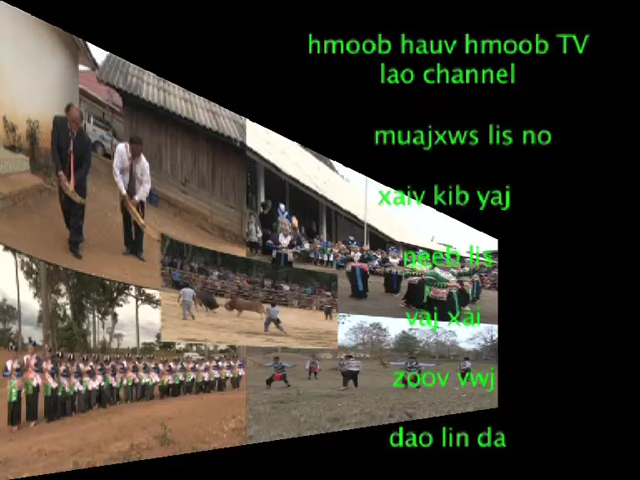 hmoob hauv hmoob TV
lao channel
muajxws lis no
xaiv kib yaj
neeb lis
vaj xai
zoov vwj
dao lin da